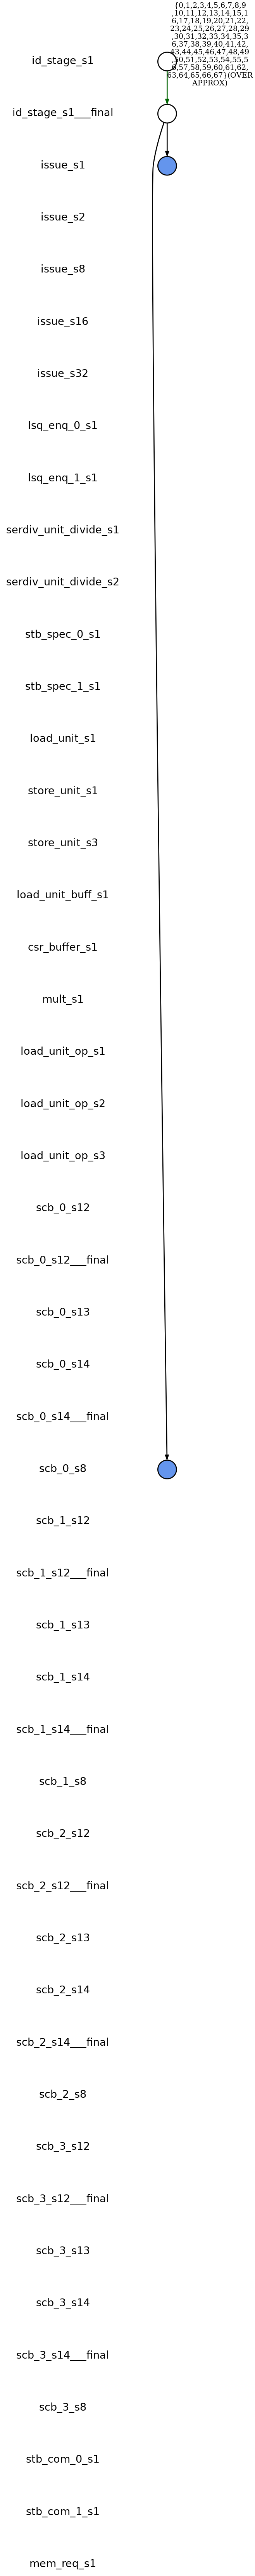 {0,1,2,3,4,5,6,7,8,9
,10,11,12,13,14,15,1
6,17,18,19,20,21,22,
23,24,25,26,27,28,29
,30,31,32,33,34,35,3
6,37,38,39,40,41,42,
43,44,45,46,47,48,49
,50,51,52,53,54,55,5
6,57,58,59,60,61,62,
63,64,65,66,67}(OVER
APPROX)
id_stage_s1
id_stage_s1___final
issue_s1
issue_s2
issue_s8
issue_s16
issue_s32
lsq_enq_0_s1
lsq_enq_1_s1
serdiv_unit_divide_s1
serdiv_unit_divide_s2
stb_spec_0_s1
stb_spec_1_s1
load_unit_s1
store_unit_s1
store_unit_s3
load_unit_buff_s1
csr_buffer_s1
mult_s1
load_unit_op_s1
load_unit_op_s2
load_unit_op_s3
scb_0_s12
scb_0_s12___final
scb_0_s13
scb_0_s14
scb_0_s14___final
scb_0_s8
scb_1_s12
scb_1_s12___final
scb_1_s13
scb_1_s14
scb_1_s14___final
scb_1_s8
scb_2_s12
scb_2_s12___final
scb_2_s13
scb_2_s14
scb_2_s14___final
scb_2_s8
scb_3_s12
scb_3_s12___final
scb_3_s13
scb_3_s14
scb_3_s14___final
scb_3_s8
stb_com_0_s1
stb_com_1_s1
mem_req_s1